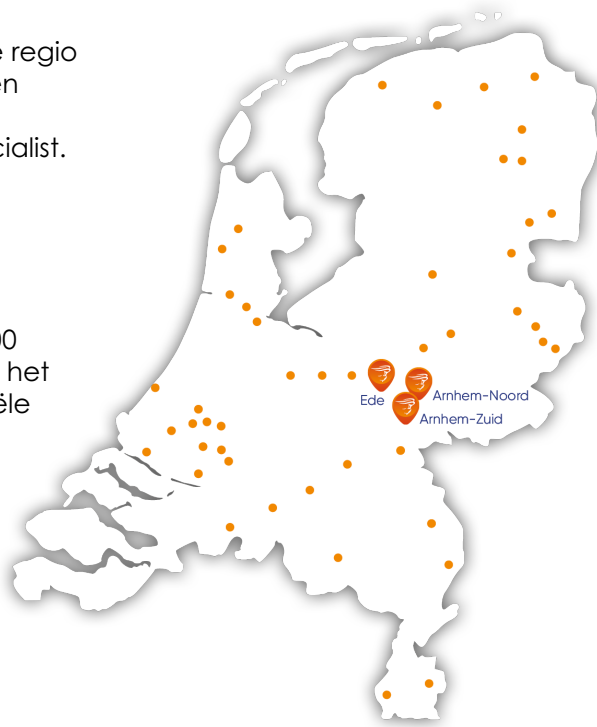 regio
en
cialist.
00
het
Ede
Arnhem-Noord
ële
Arnhem-Zuid